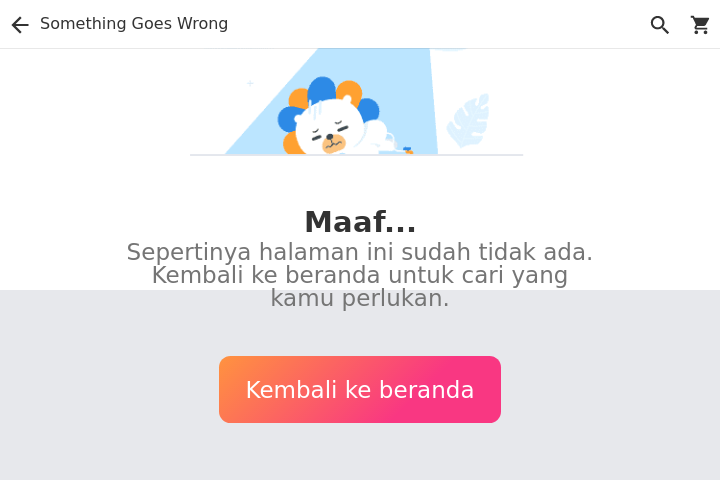 Something Goes Wrong
Maaf...
Sepertinya halaman ini sudah tidak ada.
Kembali ke beranda untuk cari yang
kamu perlukan.
Kembali ke beranda